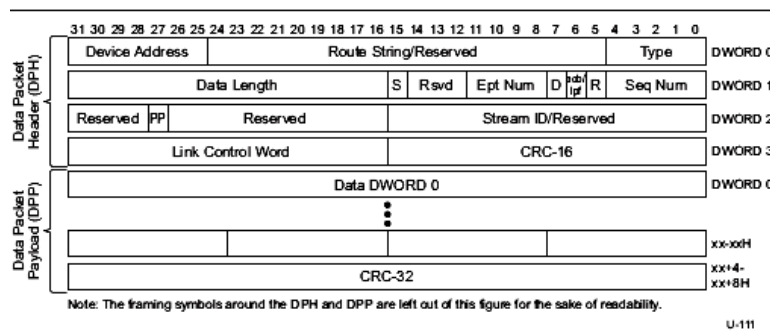 31 30 29 28 27 26 25 24 23 22 21 20 19 18 17 16 15 14 13 12 11 10 9 8 7 6 5 4 3 2 1 0
Data Packet Header (DPH)
Device Address Route String/Reserved Type DWORD 0
Data Length S Rsvd Ept Num D eob/lpf R Seq Num DWORD 1
Reserved PP Reserved Stream ID/Reserved DWORD 2
Link Control Word CRC-16 DWORD 3
Data Packet Payload (DPP)
Data DWORD 0 DWORD 0
xx-xxH
CRC-32 xx+4-xx+8H
Note: The framing symbols around the DPH and DPP are left out of this figure for the sake of readability.
U-111